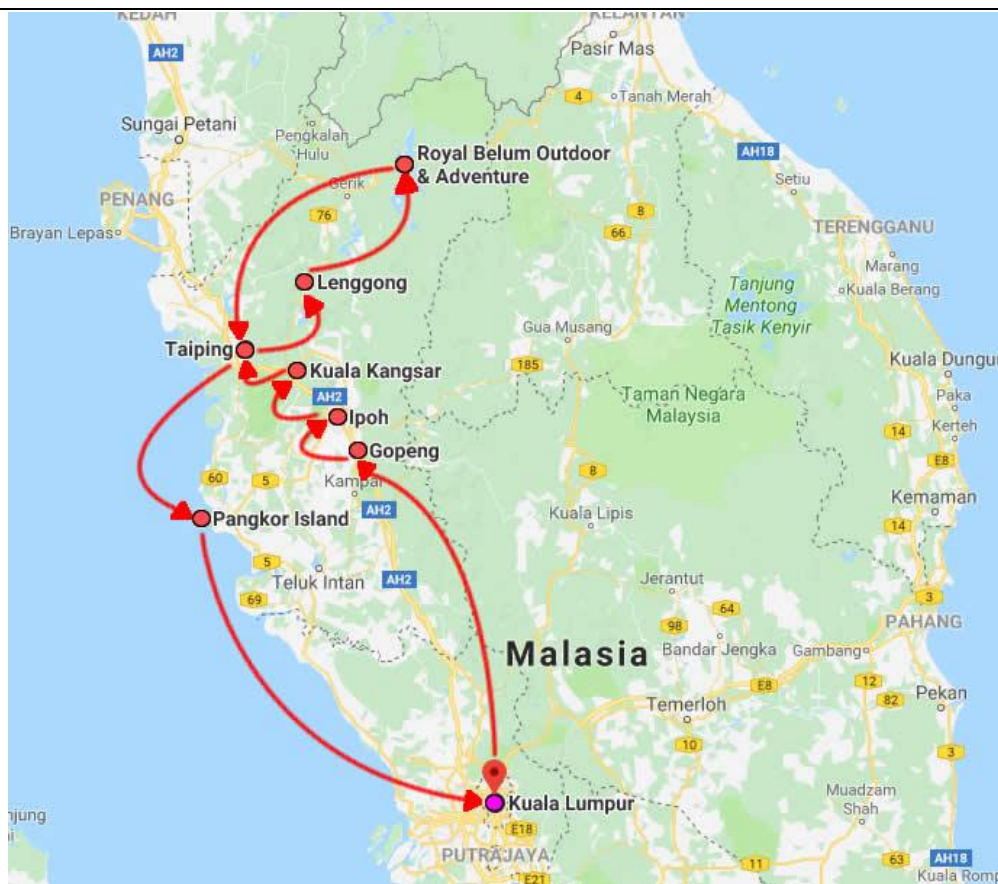 KEDAH
KELANTAN
AH2
Pasir Mas
4
Tanah Merah
Sungai Petani
Pengkalan
Hulu
Royal Belum Outdoor
& Adventure
AH18
Gerik
Setiu
PENANG
76
8
TERENGGANU
Brayan Lepas
66
Marang
Kuala Berang
Lenggong
Tanjung
Mentong
Tasik Kenyir
Gua Musang
Taiping
Kuala Kangsar
185
Kuala Dungun
AH2
Taman Negara
Malaysia
Paka
Ipoh
Kerteh
14
Gopeng
E8
60
5
Kampar
8
Kemaman
AH2
Pangkor Island
Kuala Lipis
14
5
Teluk Intan
AH2
Jerantut
69
64
3
98
PAHANG
Malasia
Bandar Jengka
Gambang
E8
12
82
Pekan
Temerloh
10
3
Kuala Lumpur
Muadzam
Shah
njung
E18
PUTRAJAYA
11
63
AH18
E21
Kuala Romp